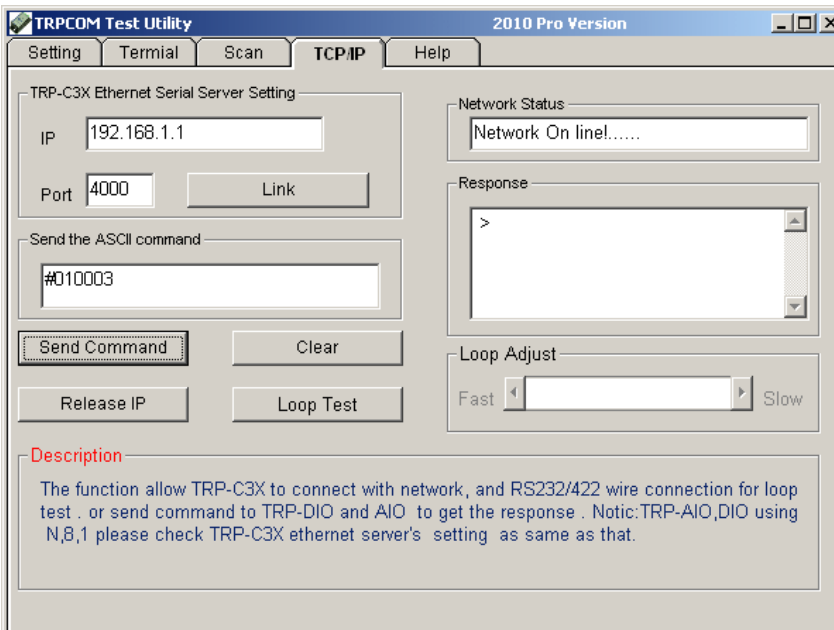 TRPCOM Test Utility 2010 Pro Version
Setting Termial Scan TCP/IP Help
TRP-C3X Ethernet Serial Server Setting
IP 192.168.1.1
Port 4000 Link
Network Status
Network On line!......
Response
>
Send the ASCII command
#010003
Send Command Clear
Release IP Loop Test
Loop Adjust
Fast Slow
Description
The function allow TRP-C3X to connect with network, and RS232/422 wire connection for loop
test . or send command to TRP-DIO and AIO to get the response . Notic:TRP-AIO,DIO using
N,8,1 please check TRP-C3X ethernet server's setting as same as that.